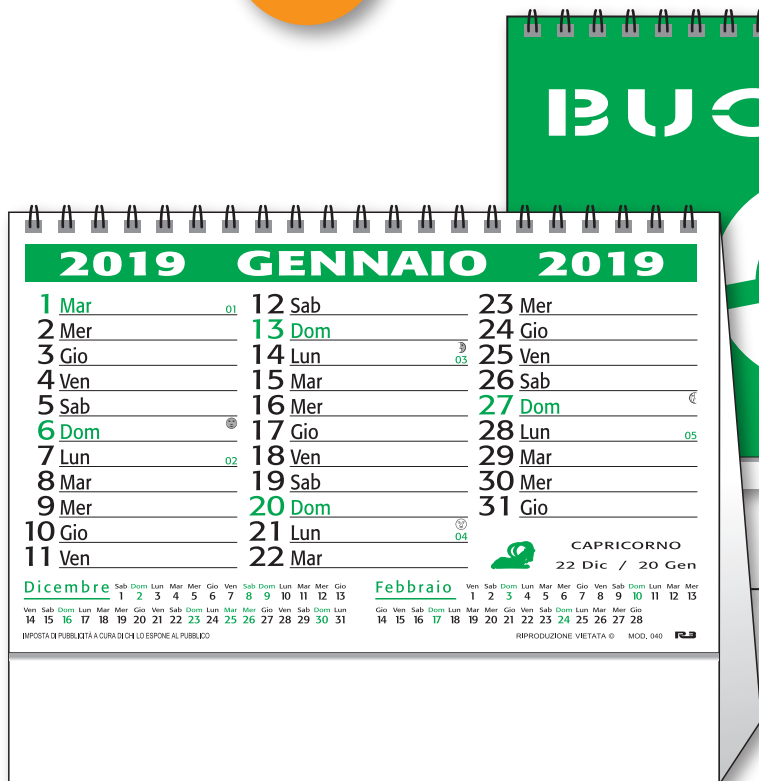 BUO
2019 GENNAIO 2019
1 Mar 01
2 Mer
3 Gio
4 Ven
5 Sab
6 Dom
7 Lun 02
8 Mar
9 Mer
10 Gio
11 Ven
12 Sab
13 Dom
14 Lun 03
15 Mar
16 Mer
17 Gio
18 Ven
19 Sab
20 Dom
21 Lun 04
22 Mar
23 Mer
24 Gio
25 Ven
26 Sab
27 Dom
28 Lun 05
29 Mar
30 Mer
31 Gio
CAPRICORNO
22 Dic / 20 Gen
Dicembre
Sab Dom Lun Mar Mer Gio Ven Sab Dom Lun Mar Mer Gio
1 2 3 4 5 6 7 8 9 10 11 12 13
Ven Sab Dom Lun Mar Mer Gio Ven Sab Dom Lun Mar Mer Gio Ven Sab Dom Lun
14 15 16 17 18 19 20 21 22 23 24 25 26 27 28 29 30 31
Febbraio
Ven Sab Dom Lun Mar Mer Gio Ven Sab Dom Lun Mar Mer
1 2 3 4 5 6 7 8 9 10 11 12 13
Gio Ven Sab Dom Lun Mar Mer Gio Ven Sab Dom Lun Mar Mer Gio
14 15 16 17 18 19 20 21 22 23 24 25 26 27 28
IMPOSTA DI PUBBLICITÀ A CURA DI CHI LO ESPONE AL PUBBLICO
RIPRODUZIONE VIETATA © MOD. 040